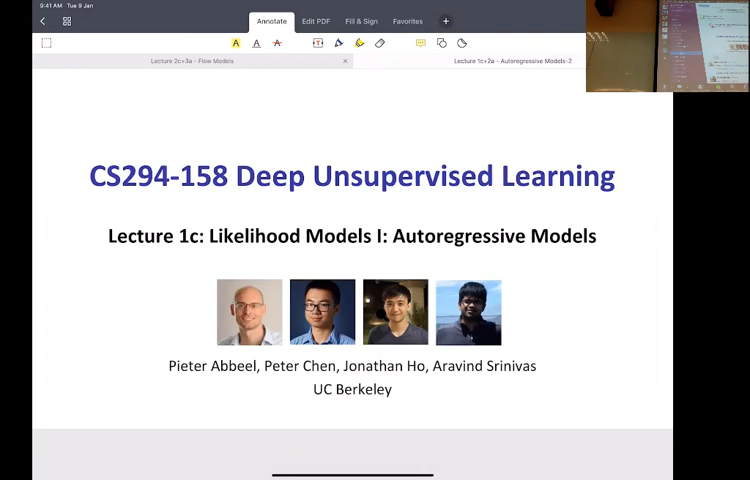 9:41 AM Tue 9 Jan
Annotate Edit PDF Fill & Sign Favorites
Lecture 2c+3a - Flow Models
Lecture 1c+2a - Autoregressive Models-2
CS294-158 Deep Unsupervised Learning
Lecture 1c: Likelihood Models I: Autoregressive Models
Pieter Abbeel, Peter Chen, Jonathan Ho, Aravind Srinivas
UC Berkeley